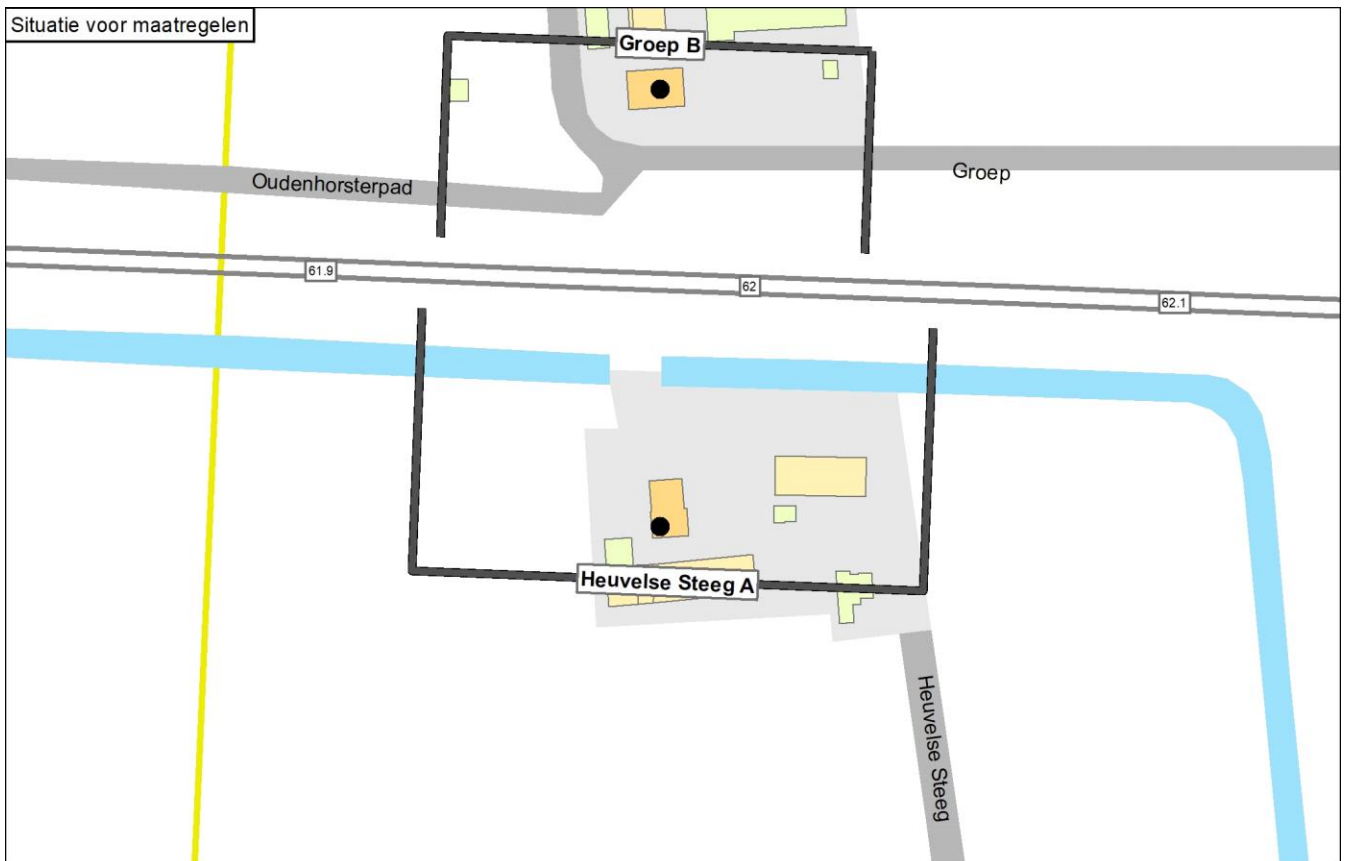 Situatie voor maatregelen
Groep B
Oudenhorsterpad
Groep
61.9
62
62.1
Heuvelse Steeg A
Heuvelse Steeg